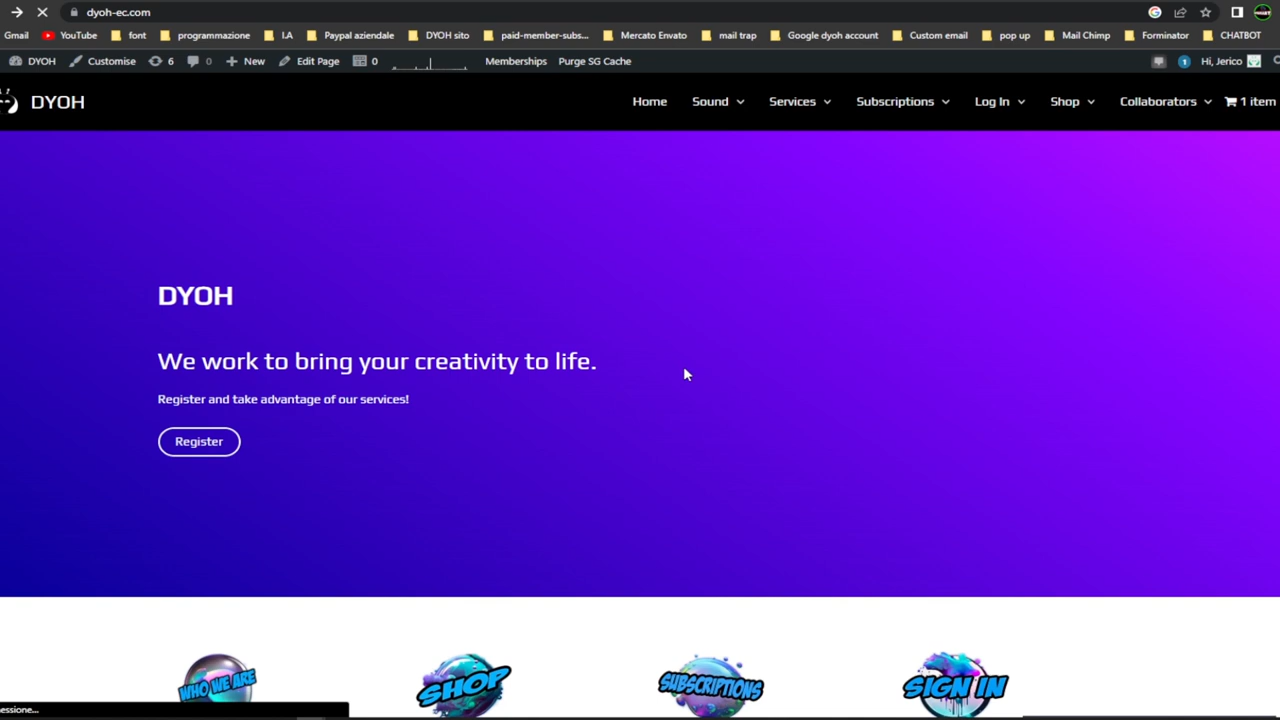 dyoh-ec.com
Gmail YouTube font programmazione I.A Paypal aziendale DYOH sito paid-member-subs... Mercato Envato mail trap Google dyoh account Custom email pop up Mail Chimp Forminator CHATBOT
DYOH Customise 6 0 New Edit Page 0 Memberships Purge SG Cache 1 Hi, Jerico
DYOH Home Sound Services Subscriptions Log In Shop Collaborators 1 item
DYOH
We work to bring your creativity to life.
Register and take advantage of our services!
Register
WHO WE ARE SHOP SUBSCRIPTIONS SIGN IN
essione...